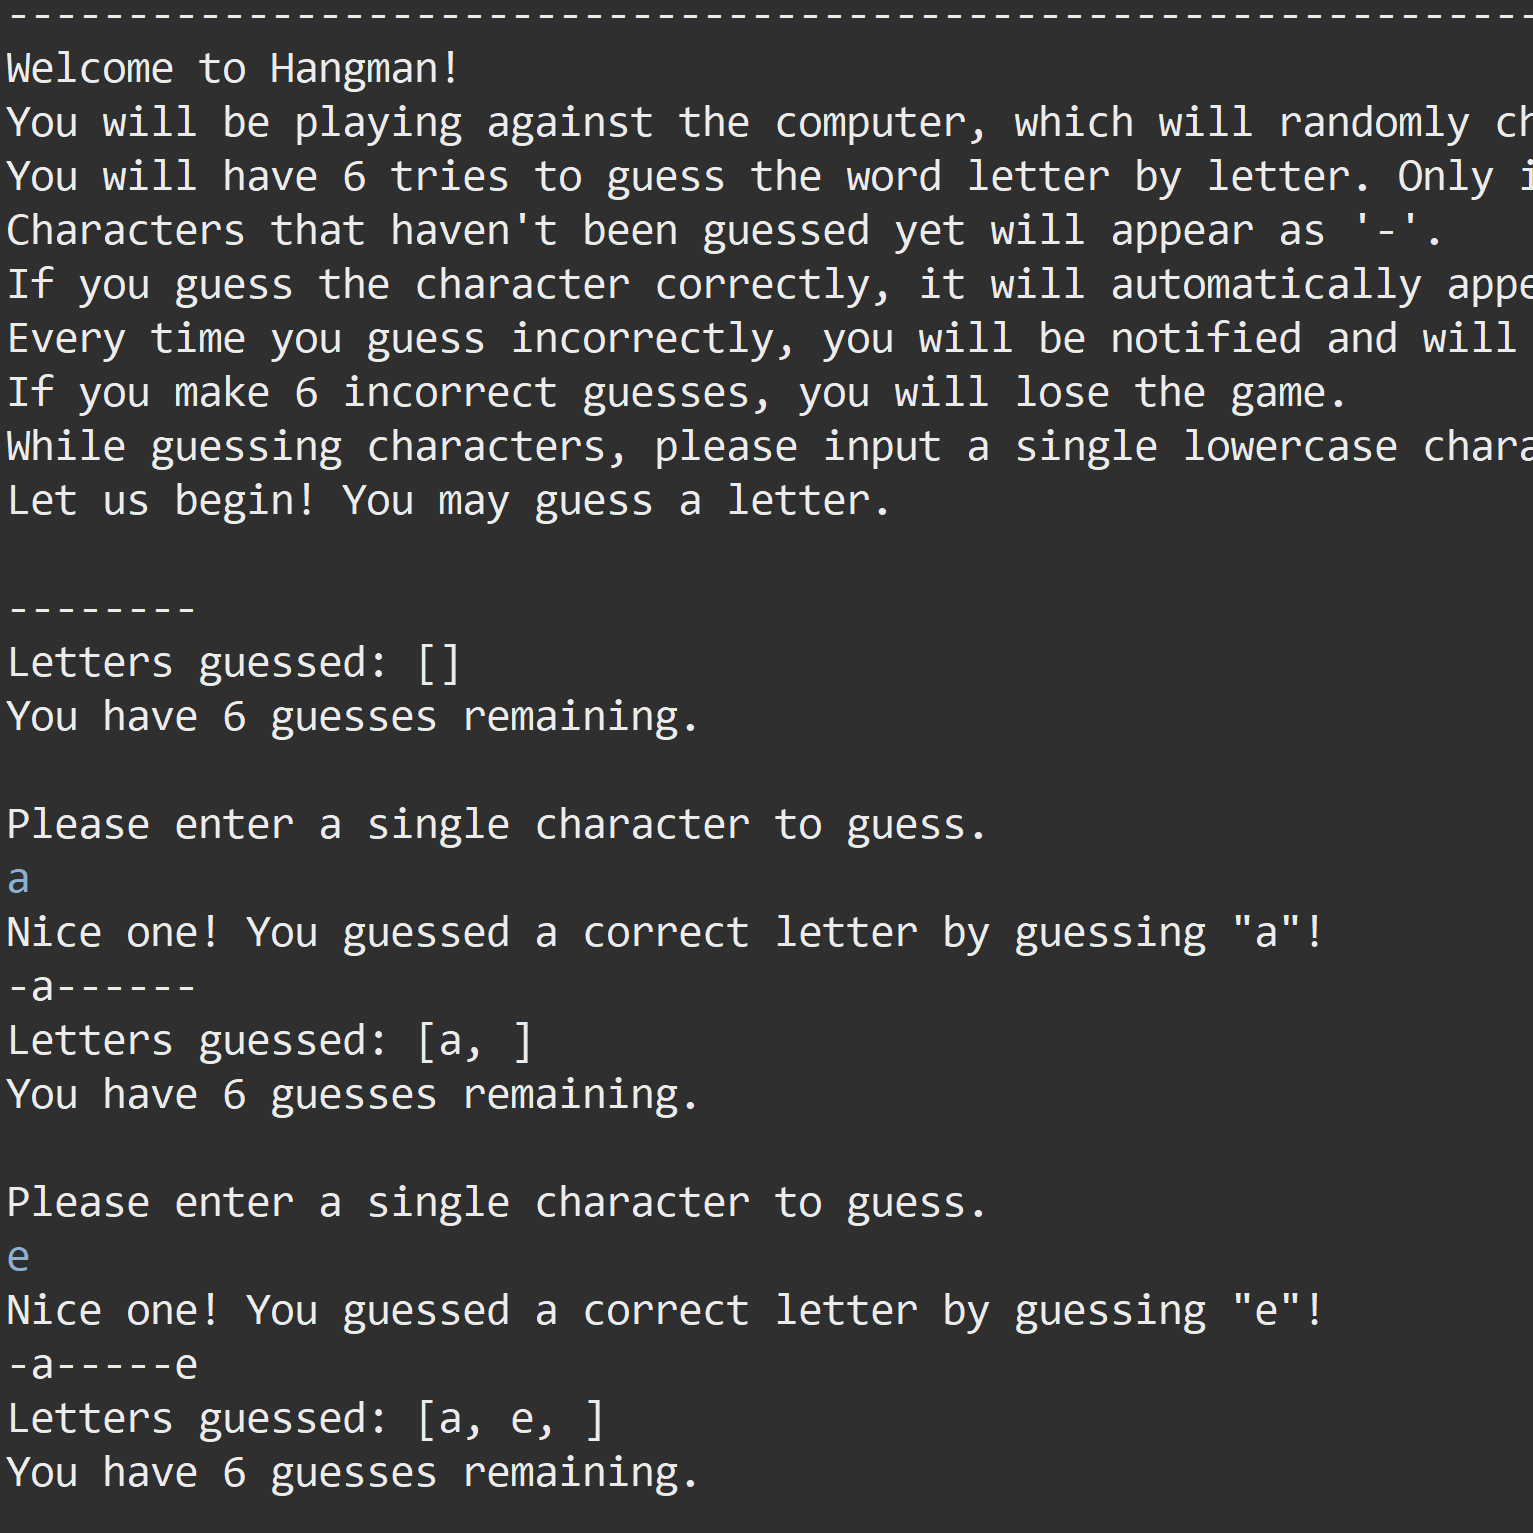 ----------------------------------------------------------------
Welcome to Hangman!
You will be playing against the computer, which will randomly
You will have 6 tries to guess the word letter by letter. Only
Characters that haven't been guessed yet will appear as '-'.
If you guess the character correctly, it will automatically
Every time you guess incorrectly, you will be notified and will
If you make 6 incorrect guesses, you will lose the game.
While guessing characters, please input a single lowercase
Let us begin! You may guess a letter.
--------
Letters guessed: []
You have 6 guesses remaining.
Please enter a single character to guess.
a
Nice one! You guessed a correct letter by guessing "a"!
-a------
Letters guessed: [a, ]
You have 6 guesses remaining.
Please enter a single character to guess.
e
Nice one! You guessed a correct letter by guessing "e"!
-a-----e
Letters guessed: [a, e, ]
You have 6 guesses remaining.